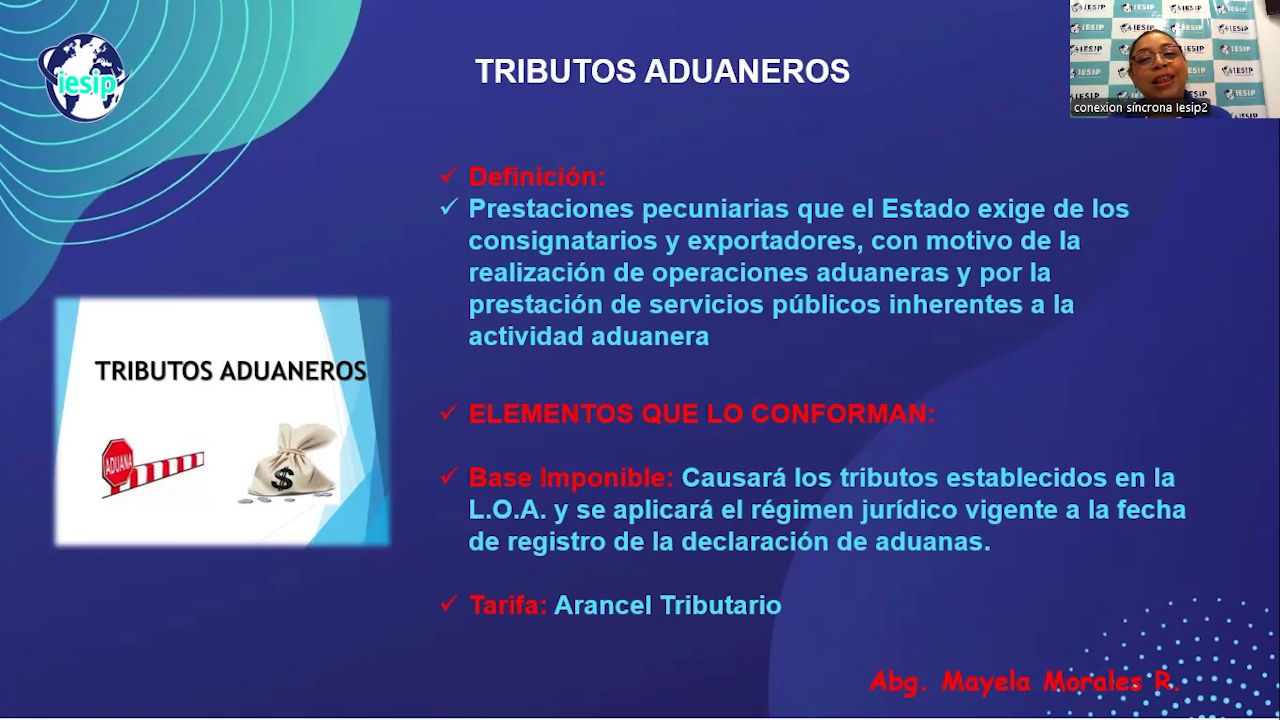 iesip
TRIBUTOS ADUANEROS
IESIP
conexion síncrona Iesip2
Definición:
Prestaciones pecuniarias que el Estado exige de los
consignatarios y exportadores, con motivo de la
realización de operaciones aduaneras y por la
prestación de servicios públicos inherentes a la
actividad aduanera
TRIBUTOS ADUANEROS
ADUANA
$
ELEMENTOS QUE LO CONFORMAN:
Base Imponible: Causará los tributos establecidos en la
L.O.A. y se aplicará el régimen jurídico vigente a la fecha
de registro de la declaración de aduanas.
Tarifa: Arancel Tributario
Abg. Mayela Morales R.